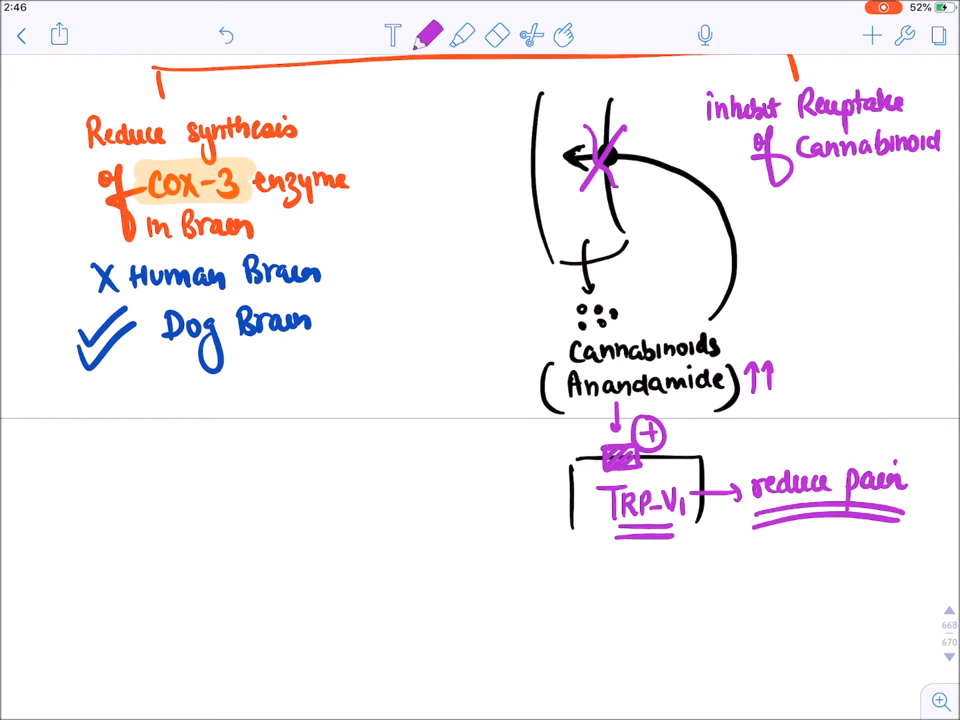 2:46
52%
T
Reduce synthesis
of COX-3 enzyme
in Brain
X Human Brain
Dog Brain
inhibit Reuptake
of Cannabinoid
Cannabinoids
(Anandamide) ↑↑
+
TRP-V1 → reduce pain
668
670